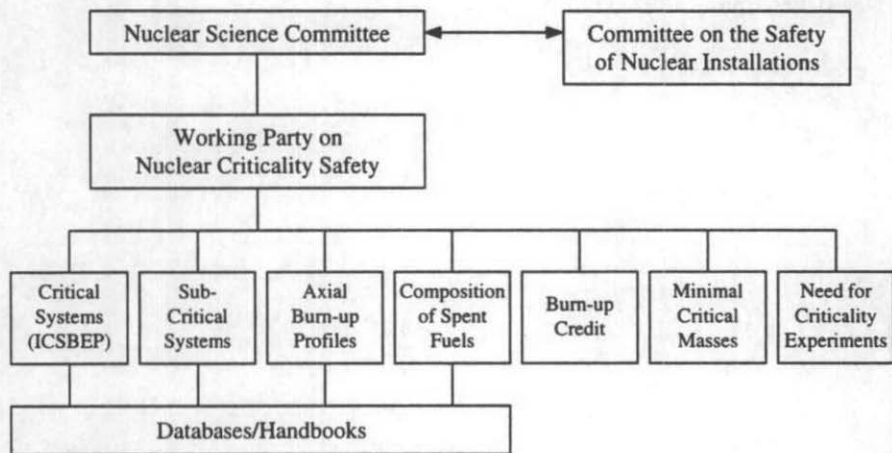 Nuclear Science Committee
Committee on the Safety
of Nuclear Installations
Working Party on
Nuclear Criticality Safety
Critical
Systems
(ICSBEP)
Sub-
Critical
Systems
Axial
Burn-up
Profiles
Composition
of Spent
Fuels
Burn-up
Credit
Minimal
Critical
Masses
Need for
Criticality
Experiments
Databases/Handbooks